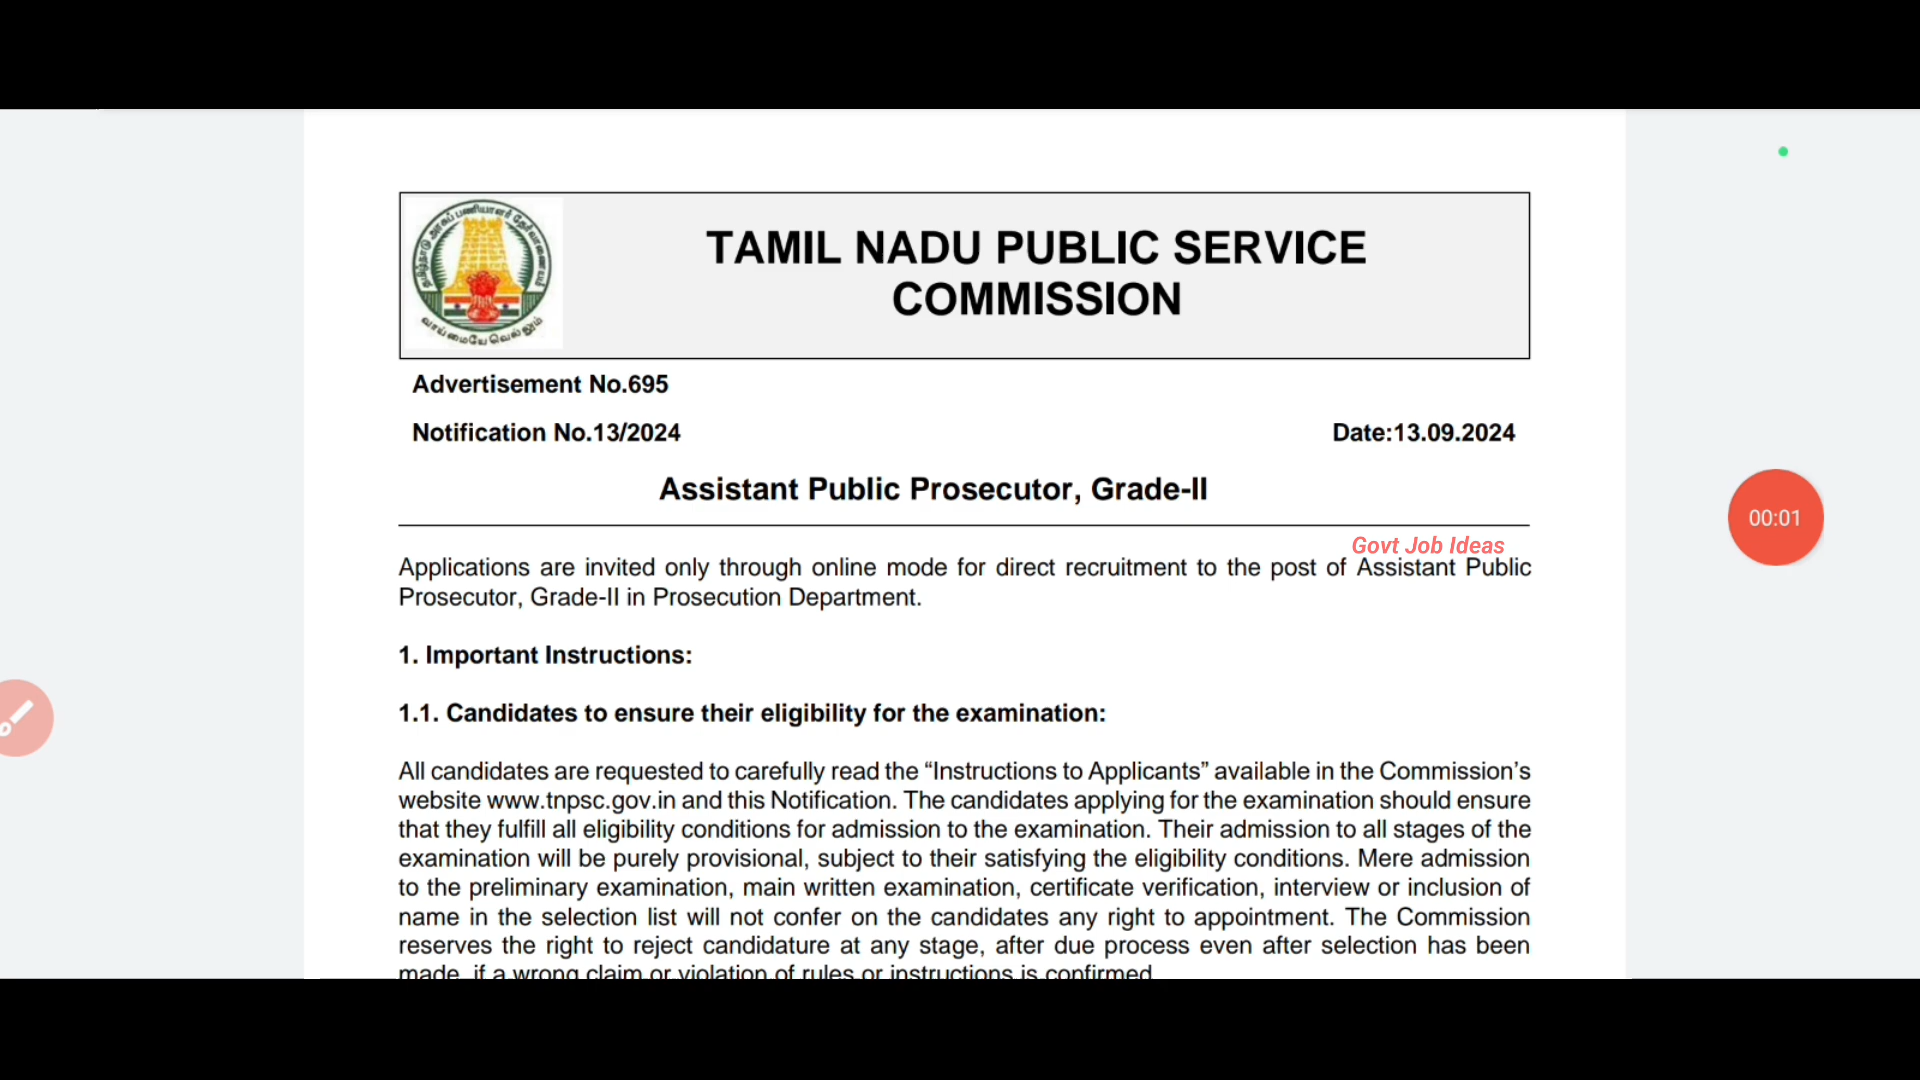 தமிழ்நாடு அரசுப் பணியாளர் தேர்வாணையம்
வாய்மையே வெல்லும்
TAMIL NADU PUBLIC SERVICE
COMMISSION
Advertisement No.695
Notification No.13/2024 Date:13.09.2024
Assistant Public Prosecutor, Grade-II
Govt Job Ideas
00:01
Applications are invited only through online mode for direct recruitment to the post of Assistant Public
Prosecutor, Grade-II in Prosecution Department.
1. Important Instructions:
1.1. Candidates to ensure their eligibility for the examination:
All candidates are requested to carefully read the “Instructions to Applicants” available in the Commission’s
website www.tnpsc.gov.in and this Notification. The candidates applying for the examination should ensure
that they fulfill all eligibility conditions for admission to the examination. Their admission to all stages of the
examination will be purely provisional, subject to their satisfying the eligibility conditions. Mere admission
to the preliminary examination, main written examination, certificate verification, interview or inclusion of
name in the selection list will not confer on the candidates any right to appointment. The Commission
reserves the right to reject candidature at any stage, after due process even after selection has been
made, if a wrong claim or violation of rules or instructions is confirmed.